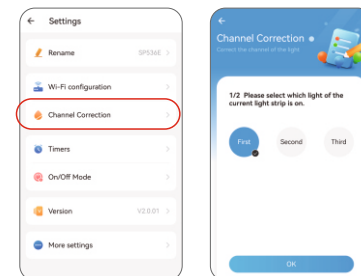 Settings
Rename SP536E
Wi-Fi configuration
Channel Correction
Timers
On/Off Mode
Version V2.0.01
More settings
Channel Correction
Correct the channel of the light
1/2 Please select which light of the
current light strip is on.
First Second Third
OK